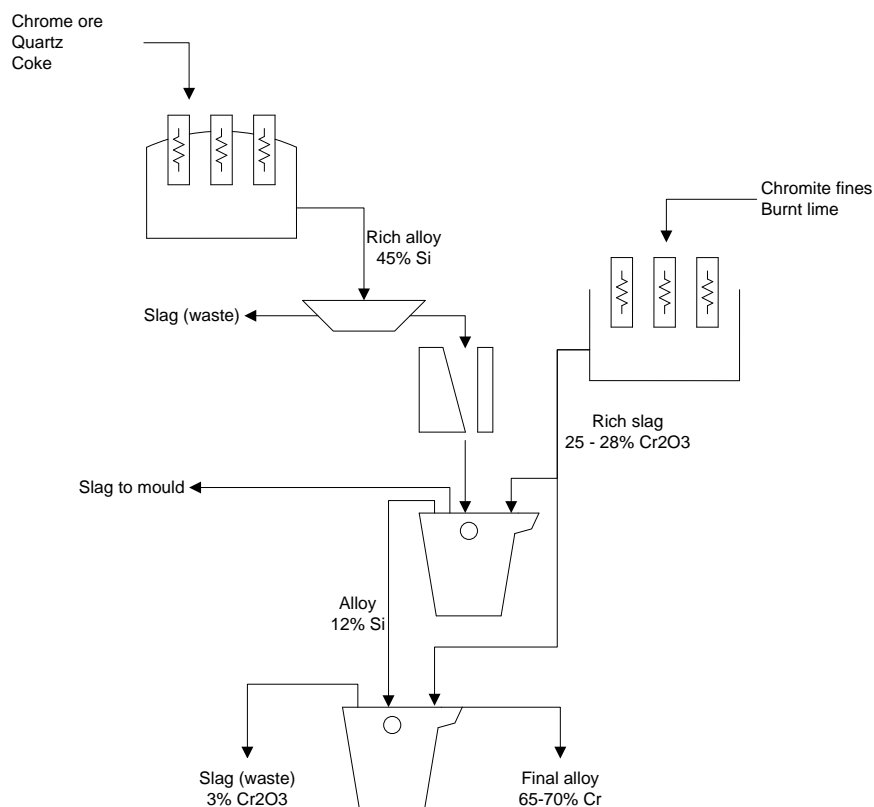 Chrome ore
Quartz
Coke
Chromite fines
Burnt lime
Rich alloy
45% Si
Slag (waste)
Rich slag
25 - 28% Cr2O3
Slag to mould
Alloy
12% Si
Slag (waste)
3% Cr2O3
Final alloy
65-70% Cr